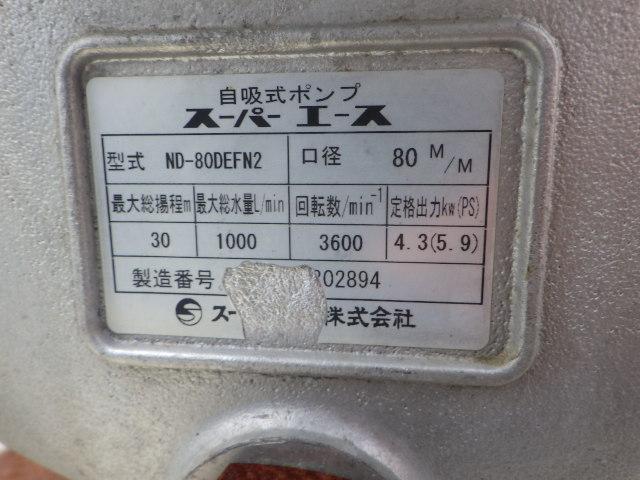 自吸式ポンプ
スーパーエース
型式 ND-80DEFN2 口径 80 M/M
最大総揚程m 最大総水量L/min 回転数/min⁻¹ 定格出力kw(PS)
30 1000 3600 4.3(5.9)
製造番号 02894
ス 株式会社